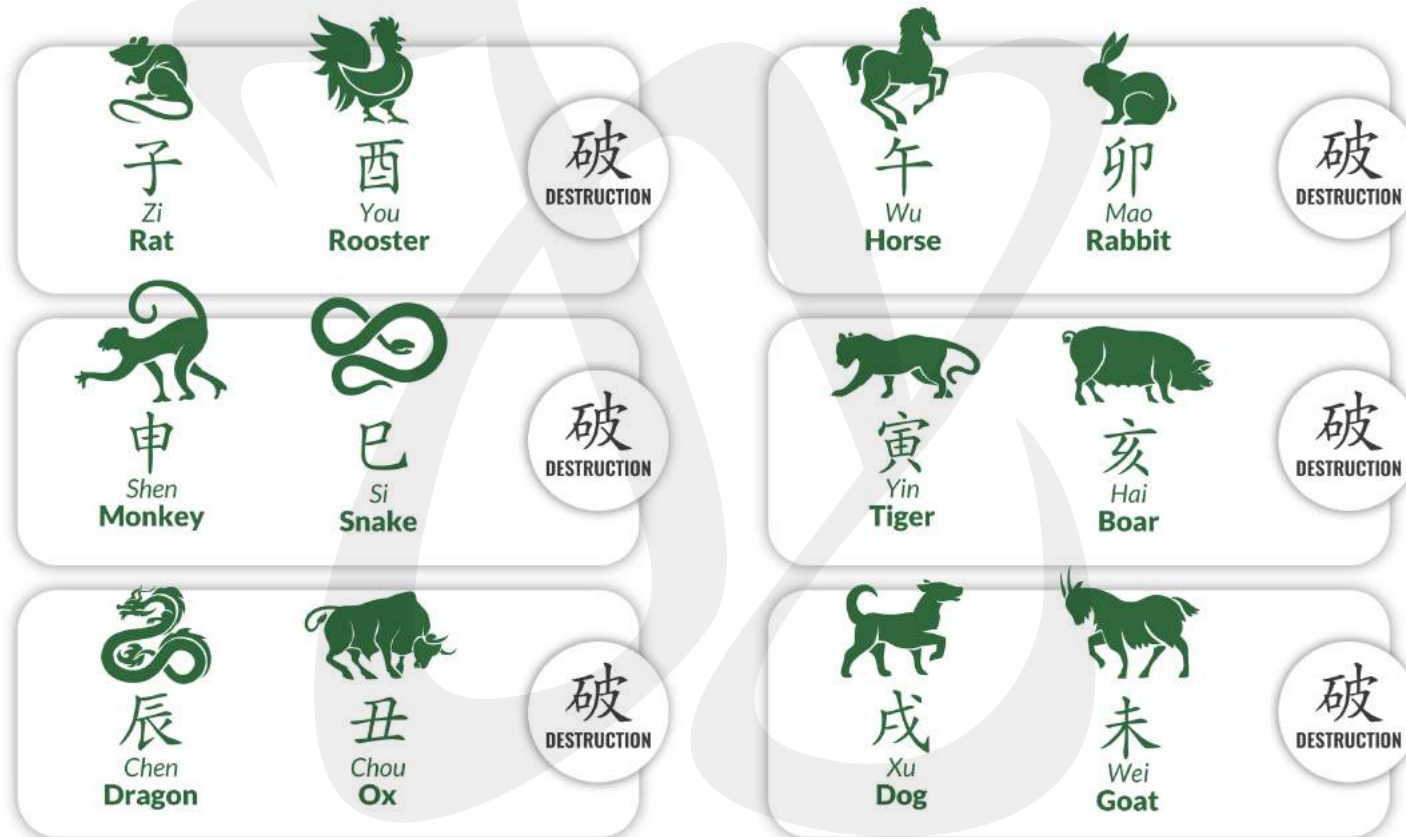 子 酉
Zi You
Rat Rooster
破
DESTRUCTION
午 卯
Wu Mao
Horse Rabbit
破
DESTRUCTION
申 巳
Shen Si
Monkey Snake
破
DESTRUCTION
寅 亥
Yin Hai
Tiger Boar
破
DESTRUCTION
辰 丑
Chen Chou
Dragon Ox
破
DESTRUCTION
戌 未
Xu Wei
Dog Goat
破
DESTRUCTION